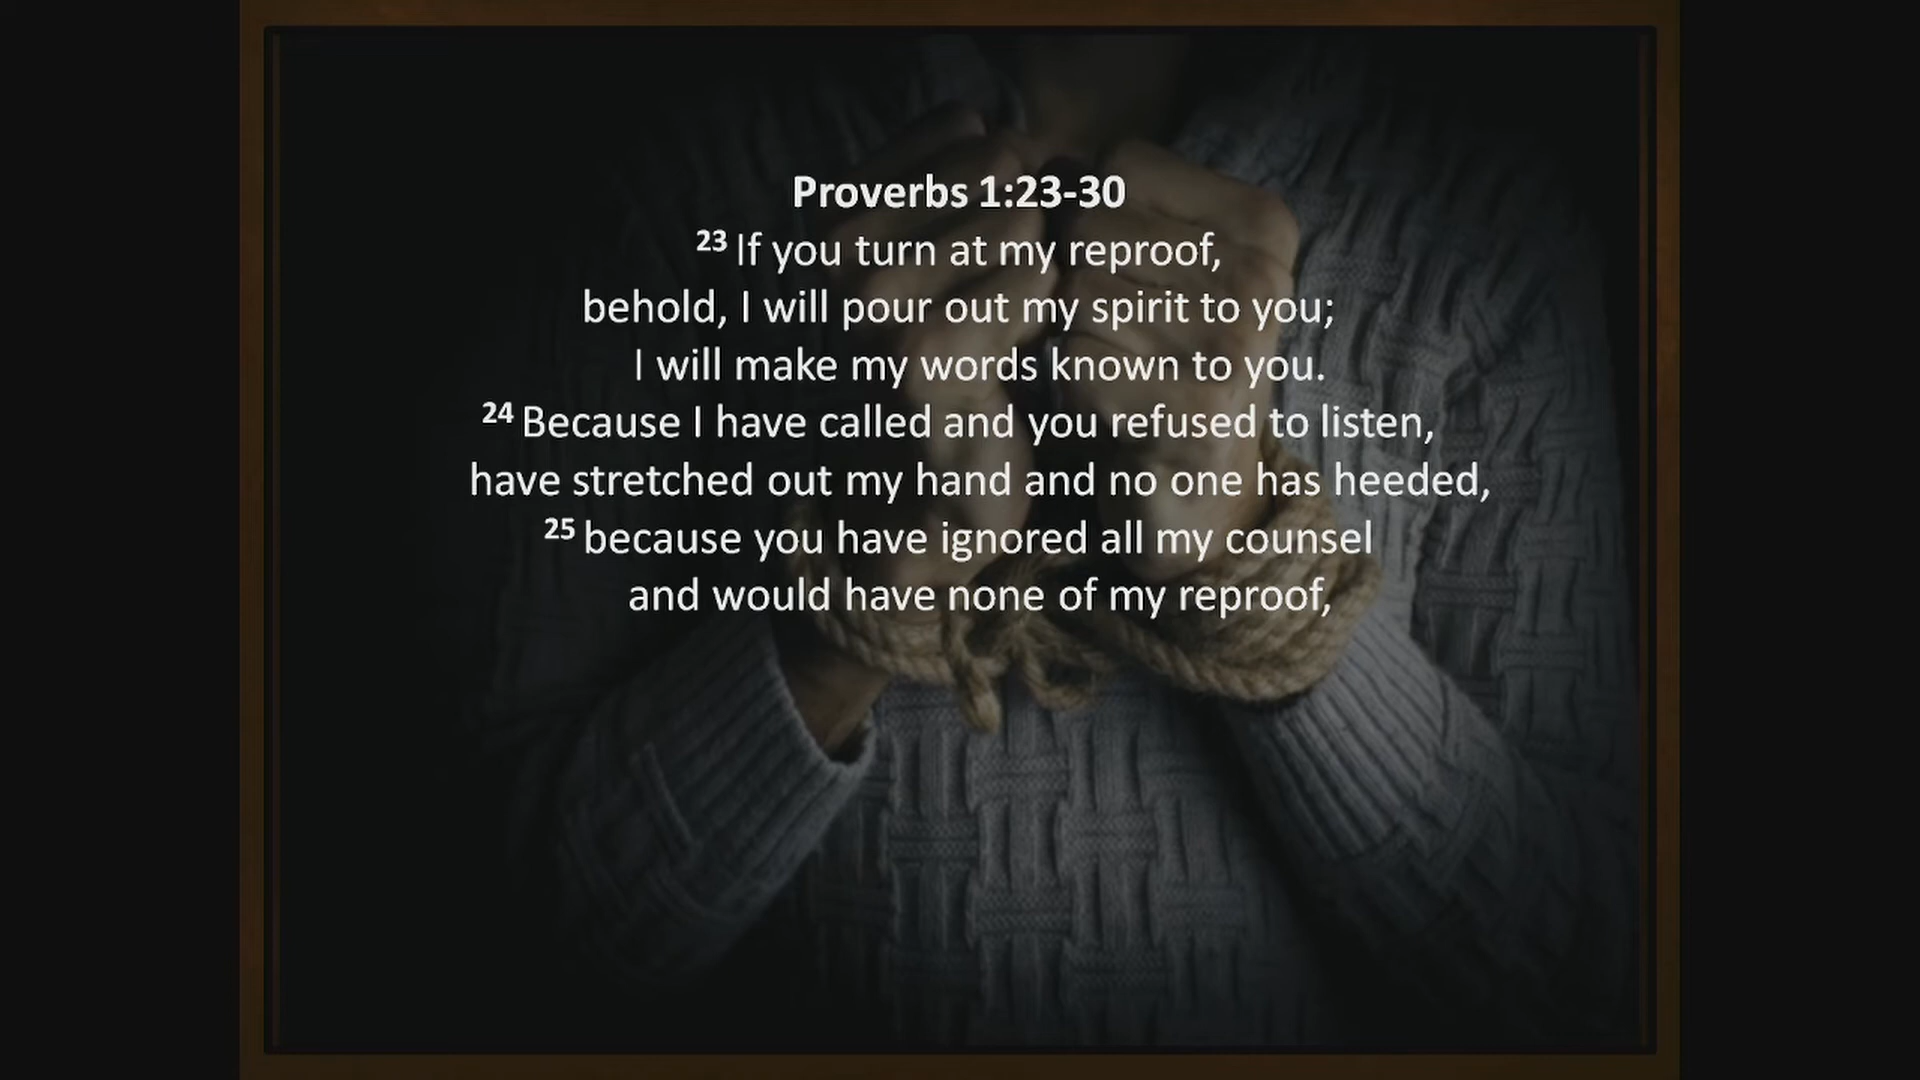 Proverbs 1:23-30
23 If you turn at my reproof,
behold, I will pour out my spirit to you;
I will make my words known to you.
24 Because I have called and you refused to listen,
have stretched out my hand and no one has heeded,
25 because you have ignored all my counsel
and would have none of my reproof,